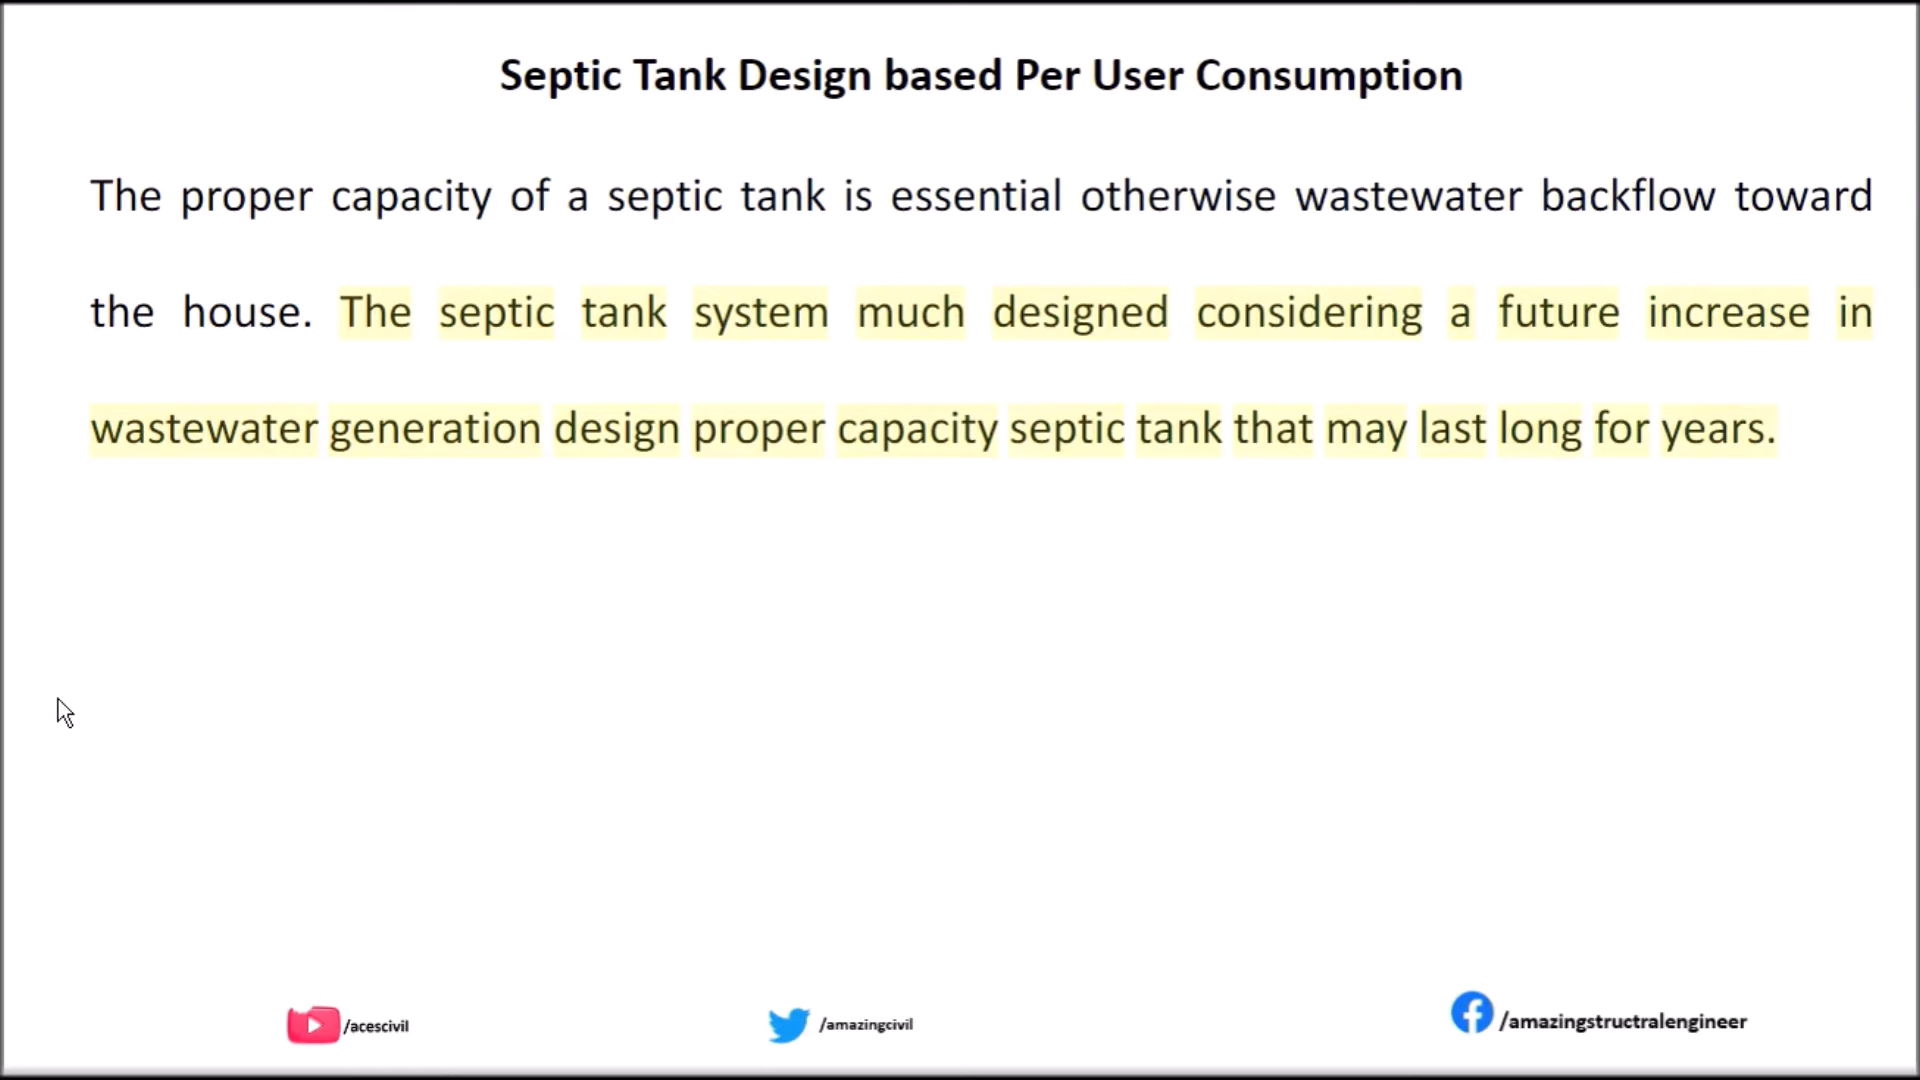 Septic Tank Design based Per User Consumption
The proper capacity of a septic tank is essential otherwise wastewater backflow toward
the house. The septic tank system much designed considering a future increase in
wastewater generation design proper capacity septic tank that may last long for years.
/acescivil
/amazingcivil
/amazingstructralengineer